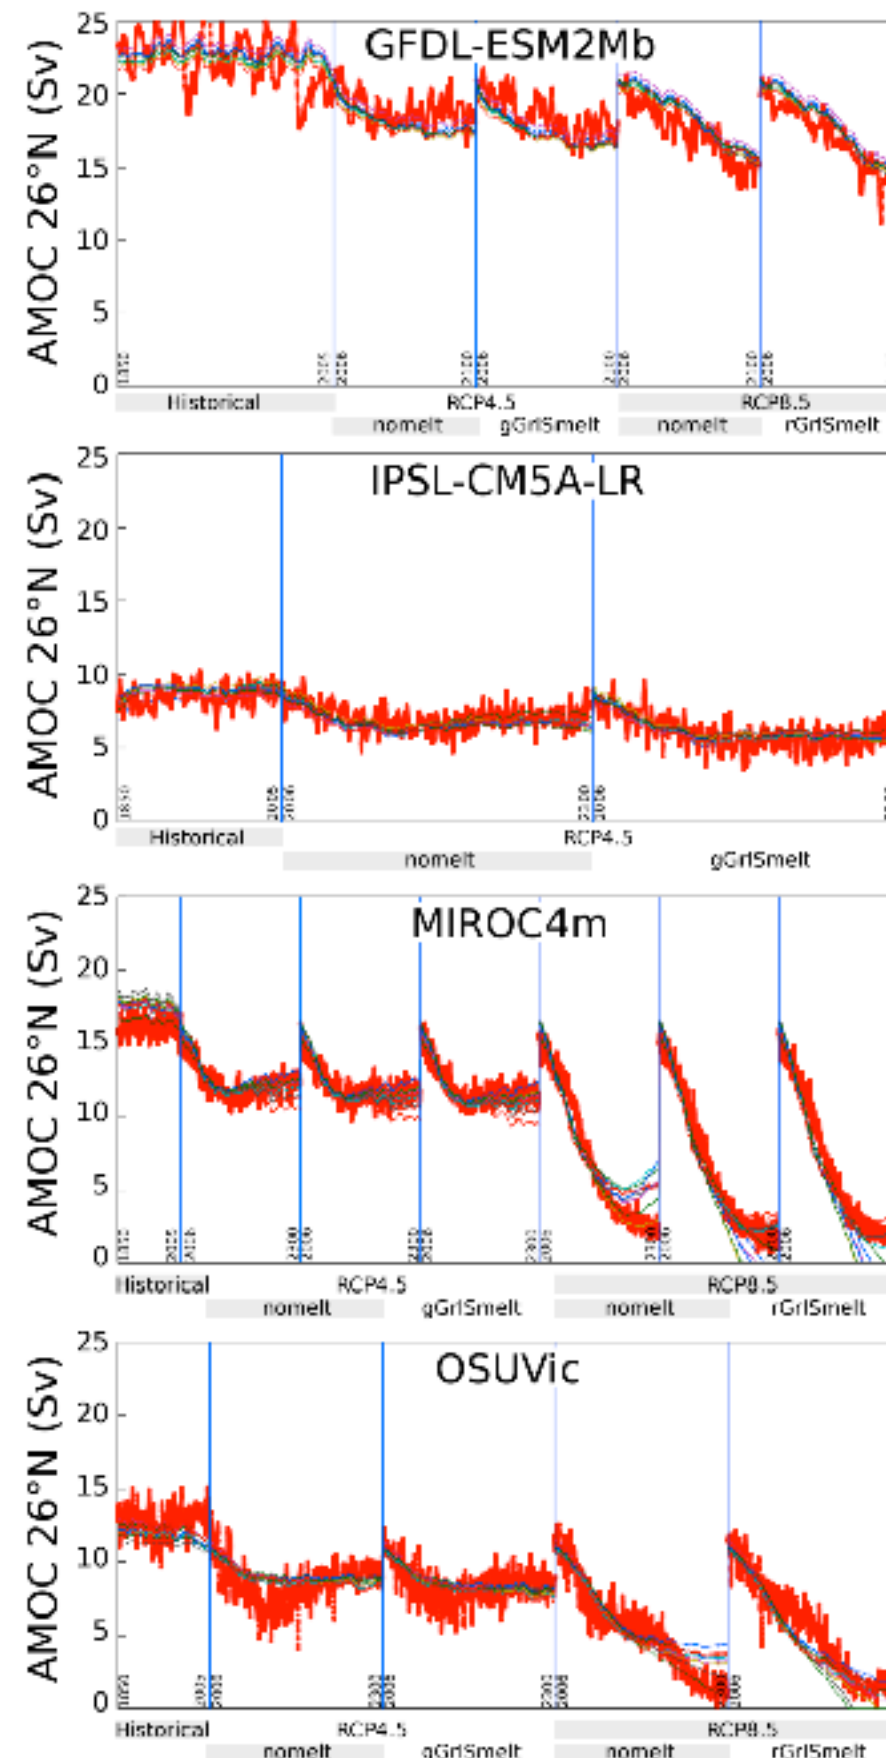 GFDL-ESM2Mb
AMOC 26°N (Sv)
25
20
15
10
5
0
Historical RCP4.5 RCP8.5
nomelt gGrISmelt nomelt rGrISmelt
IPSL-CM5A-LR
AMOC 26°N (Sv)
25
20
15
10
5
0
Historical RCP4.5
nomelt gGrISmelt
MIROC4m
AMOC 26°N (Sv)
25
20
15
10
5
0
Historical RCP4.5 RCP8.5
nomelt gGrISmelt nomelt rGrISmelt
OSUVic
AMOC 26°N (Sv)
25
20
15
10
5
0
Historical RCP4.5 RCP8.5
nomelt gGrISmelt nomelt rGrISmelt